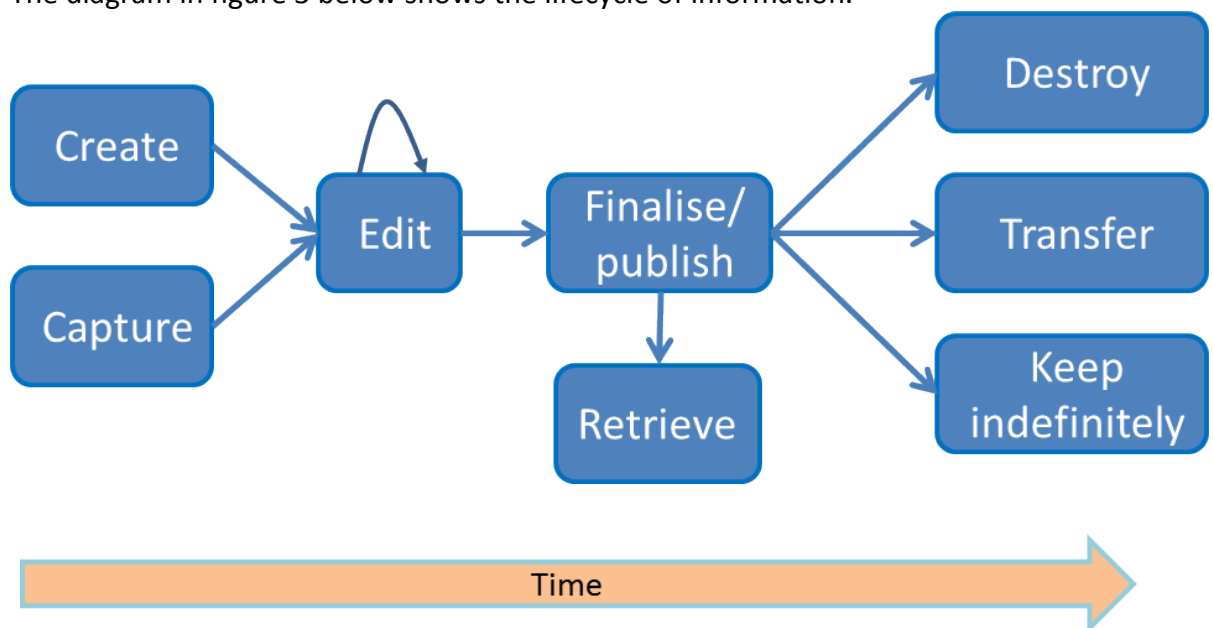 The diagram in figure 3 below shows the lifecycle of information.
Create
Capture
Edit
Finalise/
publish
Retrieve
Destroy
Transfer
Keep
indefinitely
Time